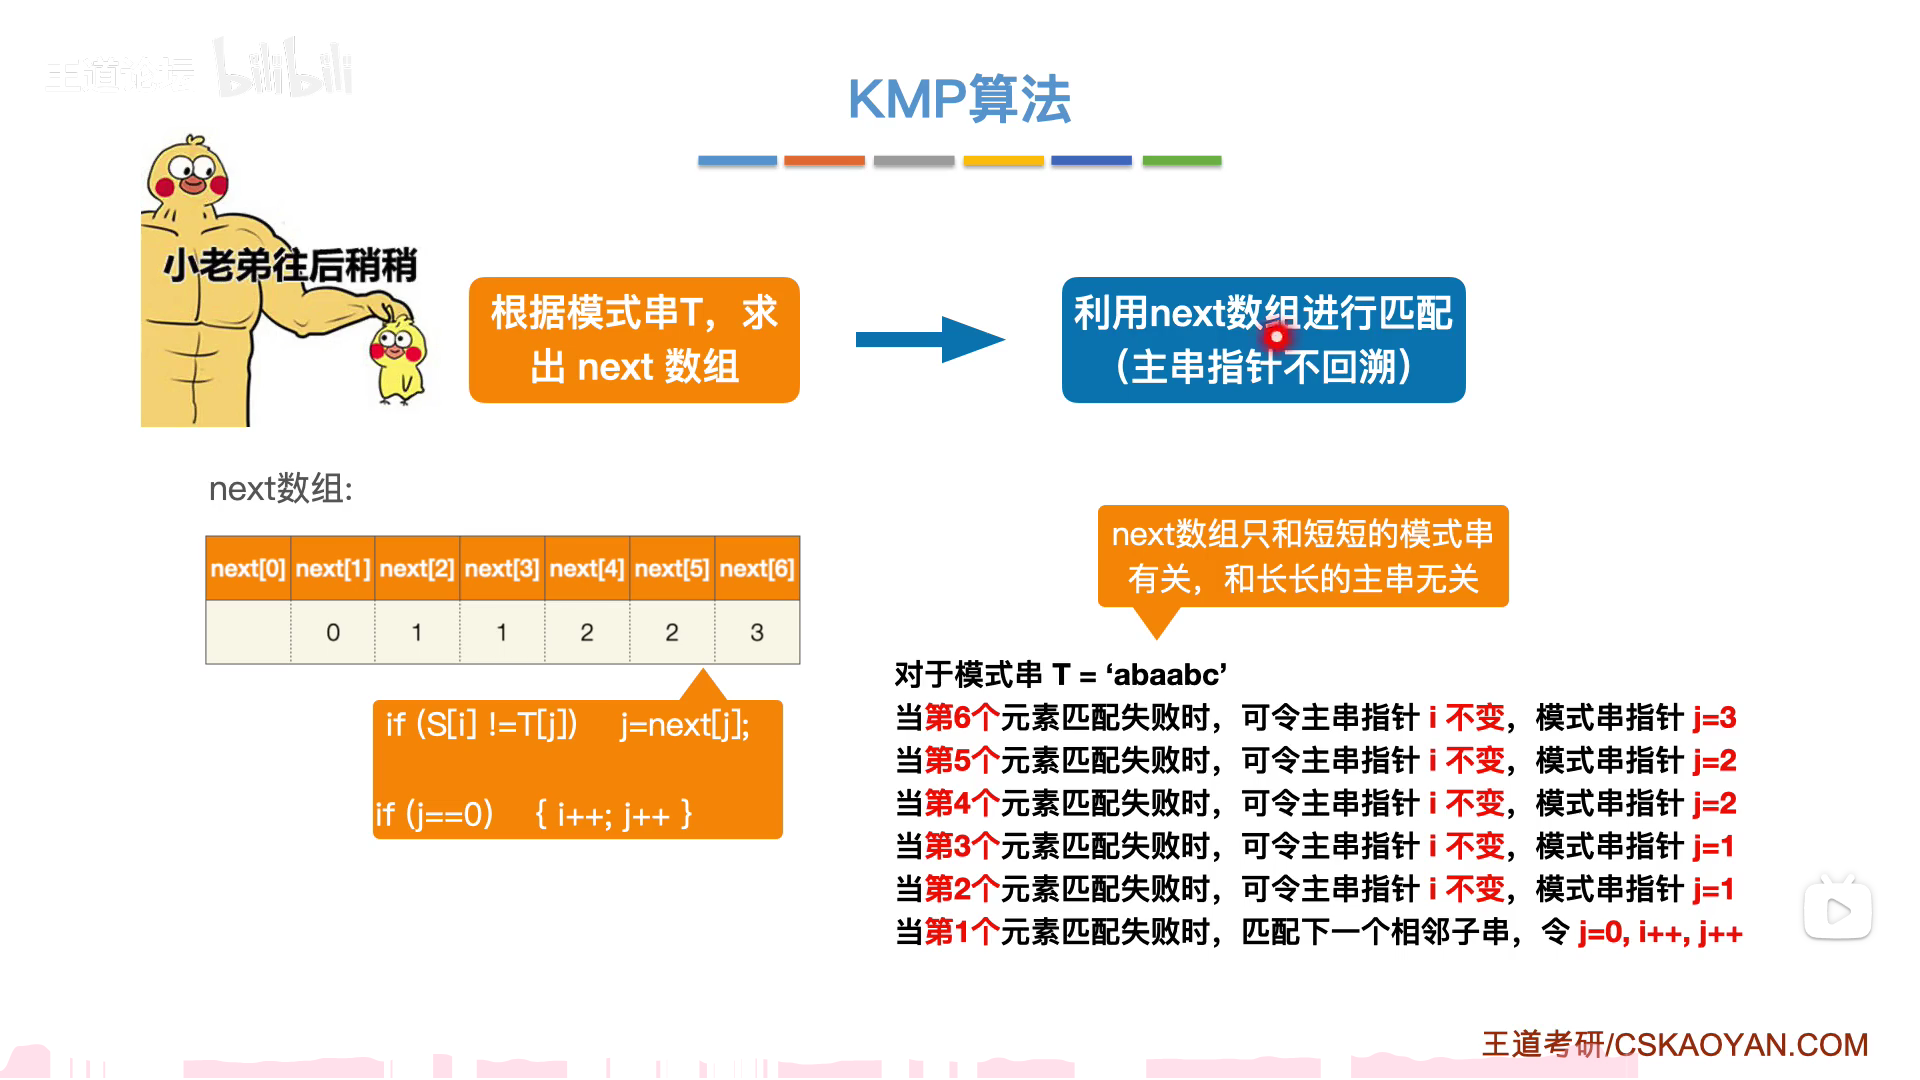 王道论坛 bilibili
KMP算法
小老弟往后稍稍
根据模式串T，求
出 next 数组
利用next数组进行匹配
（主串指针不回溯）
next数组:
next[0] next[1] next[2] next[3] next[4] next[5] next[6]
0 1 1 2 2 3
if (S[i] !=T[j]) j=next[j];
if (j==0) { i++; j++ }
next数组只和短短的模式串
有关，和长长的主串无关
对于模式串 T = ‘abaabc’
当第6个元素匹配失败时，可令主串指针 i 不变，模式串指针 j=3
当第5个元素匹配失败时，可令主串指针 i 不变，模式串指针 j=2
当第4个元素匹配失败时，可令主串指针 i 不变，模式串指针 j=2
当第3个元素匹配失败时，可令主串指针 i 不变，模式串指针 j=1
当第2个元素匹配失败时，可令主串指针 i 不变，模式串指针 j=1
当第1个元素匹配失败时，匹配下一个相邻子串，令 j=0, i++, j++
王道考研/CSKAOYAN.COM